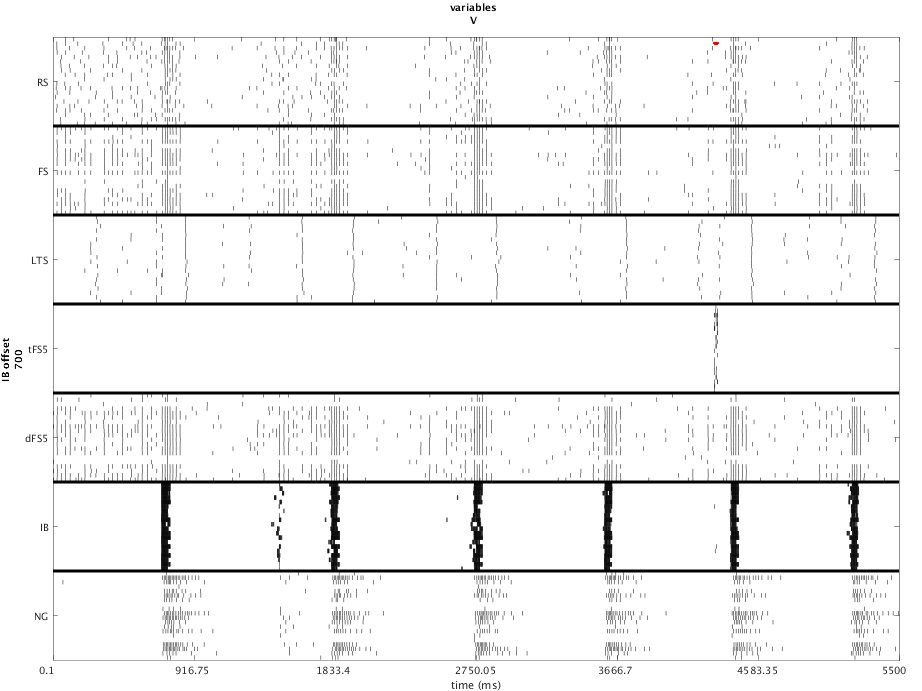 variables
V
RS
FS
LTS
tFS5
dFS5
IB
NG
IB offset
700
0.1 916.75 1833.4 2750.05 3666.7 4583.35 5500
time (ms)